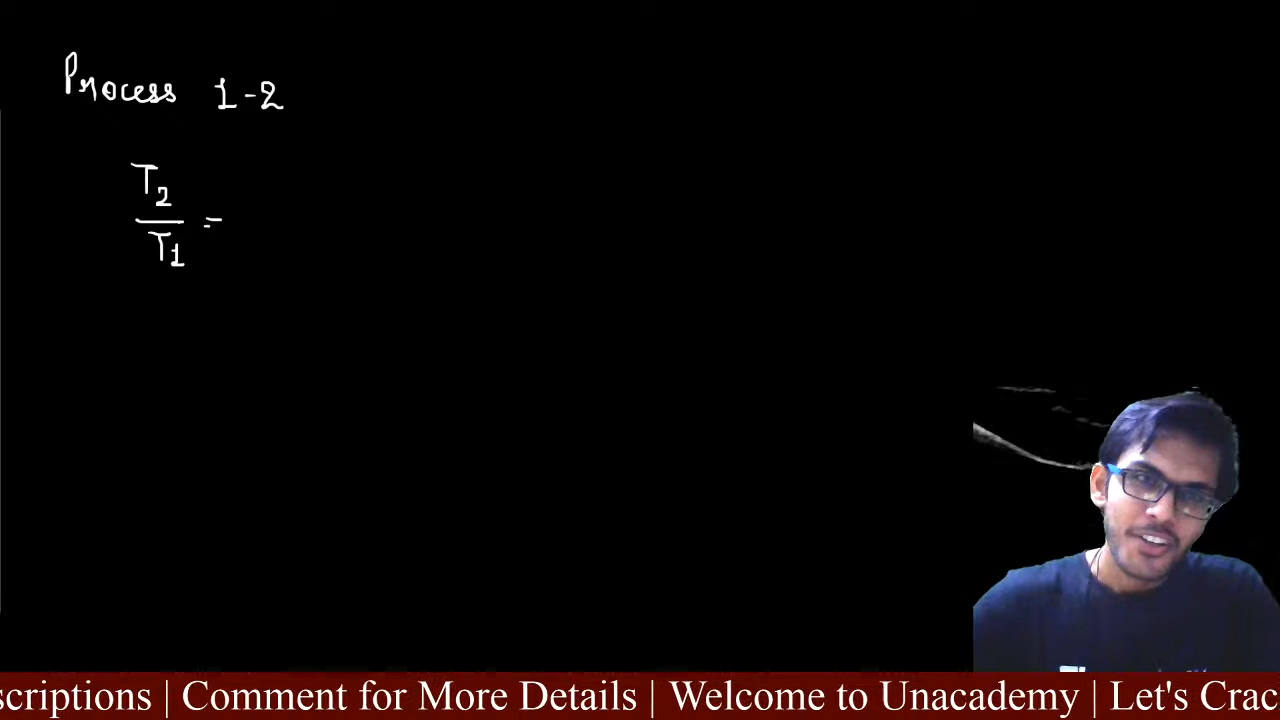 Process 1-2
T2
T1 =
scriptions | Comment for More Details | Welcome to Unacademy | Let's Crac